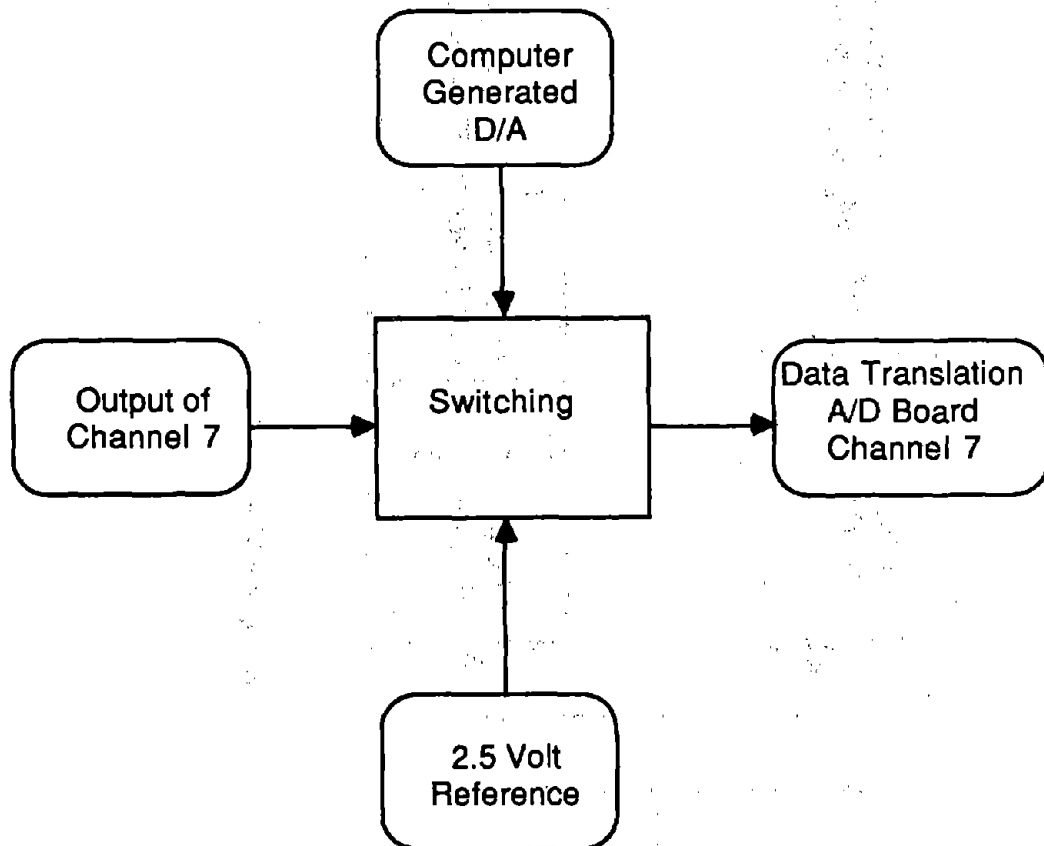 Computer
Generated
D/A
Output of
Channel 7
Switching
Data Translation
A/D Board
Channel 7
2.5 Volt
Reference